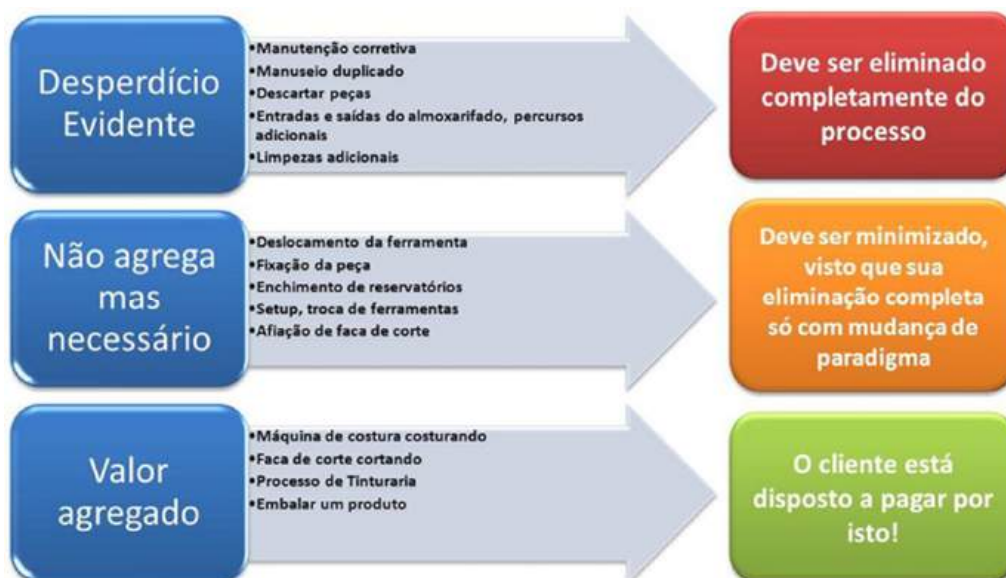 Desperdício
Evidente
•Manutenção corretiva
•Manuseio duplicado
•Descartar peças
•Entradas e saídas do almoxarifado, percursos
adicionais
•Limpezas adicionais
Deve ser eliminado
completamente do
processo
Não agrega
mas
necessário
•Deslocamento da ferramenta
•Fixação da peça
•Enchimento de reservatórios
•Setup, troca de ferramentas
•Afiação de faca de corte
Deve ser minimizado,
visto que sua
eliminação completa
só com mudança de
paradigma
Valor
agregado
•Máquina de costura costurando
•Faca de corte cortando
•Processo de Tinturaria
•Embalar um produto
O cliente está
disposto a pagar por
isto!